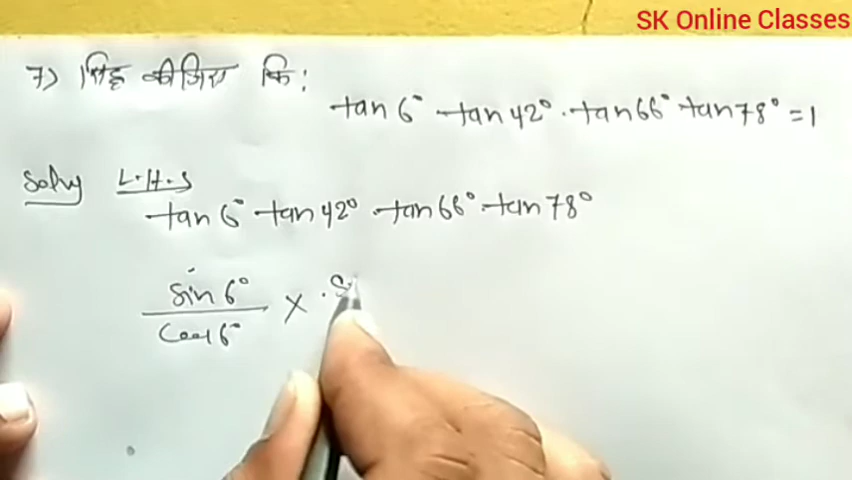 SK Online Classes
7) सिद्ध कीजिए कि :
tan 6° tan 42° . tan 66° tan 78° = 1
Solv L.H.S
tan 6° tan 42° . tan 66° . tan 78°
sin 6° × s
Cos 6°